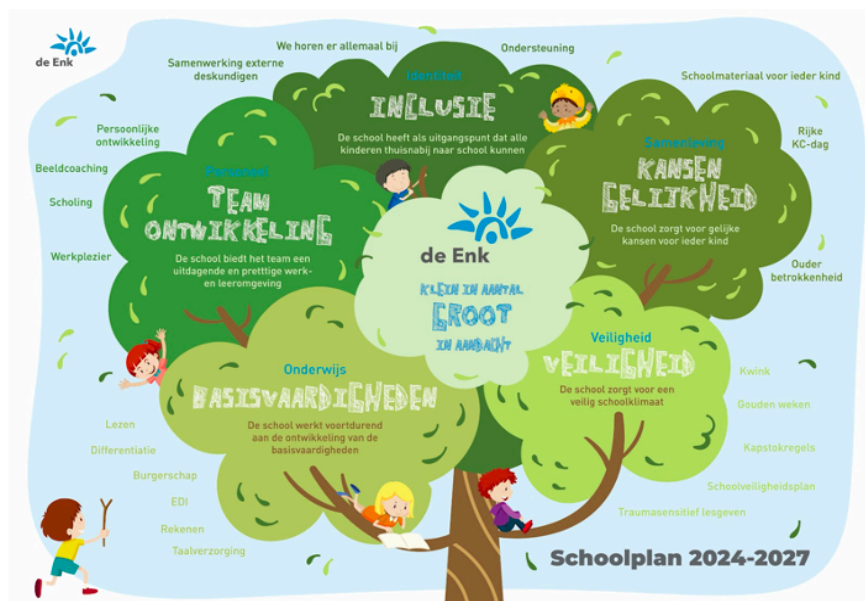 de Enk
We horen er allemaal bij
Ondersteuning
Samenwerking externe
deskundigen
Schoolmateriaal voor ieder kind
Identiteit
INCLUSIE
De school heeft als uitgangspunt dat alle
kinderen thuisnabij naar school kunnen
Persoonlijke
ontwikkeling
Beeldcoaching
Scholing
Werkplezier
Personeel
TEAM
ONTWIKKELING
De school biedt het team een
uitdagende en prettige werk-
en leeromgeving
Rijke
KC-dag
Samenleving
KANSEN
GELIJKHEID
De school zorgt voor gelijke
kansen voor ieder kind
Ouder
betrokkenheid
de Enk
KLEIN IN AANTAL
GROOT
IN AANDACHT
Onderwijs
BASISVAARDIGHEDEN
De school werkt voortdurend
aan de ontwikkeling van de
basisvaardigheden
Veiligheid
VEILIGHEID
De school zorgt voor een
veilig schoolklimaat
Lezen
Differentiatie
Burgerschap
EDI
Rekenen
Taalverzorging
Kwink
Gouden weken
Kapstokregels
Schoolveiligheidsplan
Traumasensitief lesgeven
Schoolplan 2024-2027